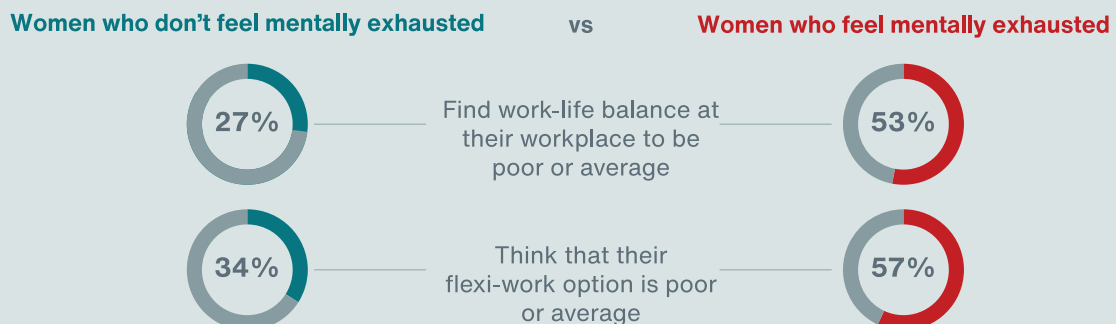 Women who don't feel mentally exhausted vs Women who feel mentally exhausted
27%
Find work-life balance at
their workplace to be
poor or average
53%
34%
Think that their
flexi-work option is poor
or average
57%